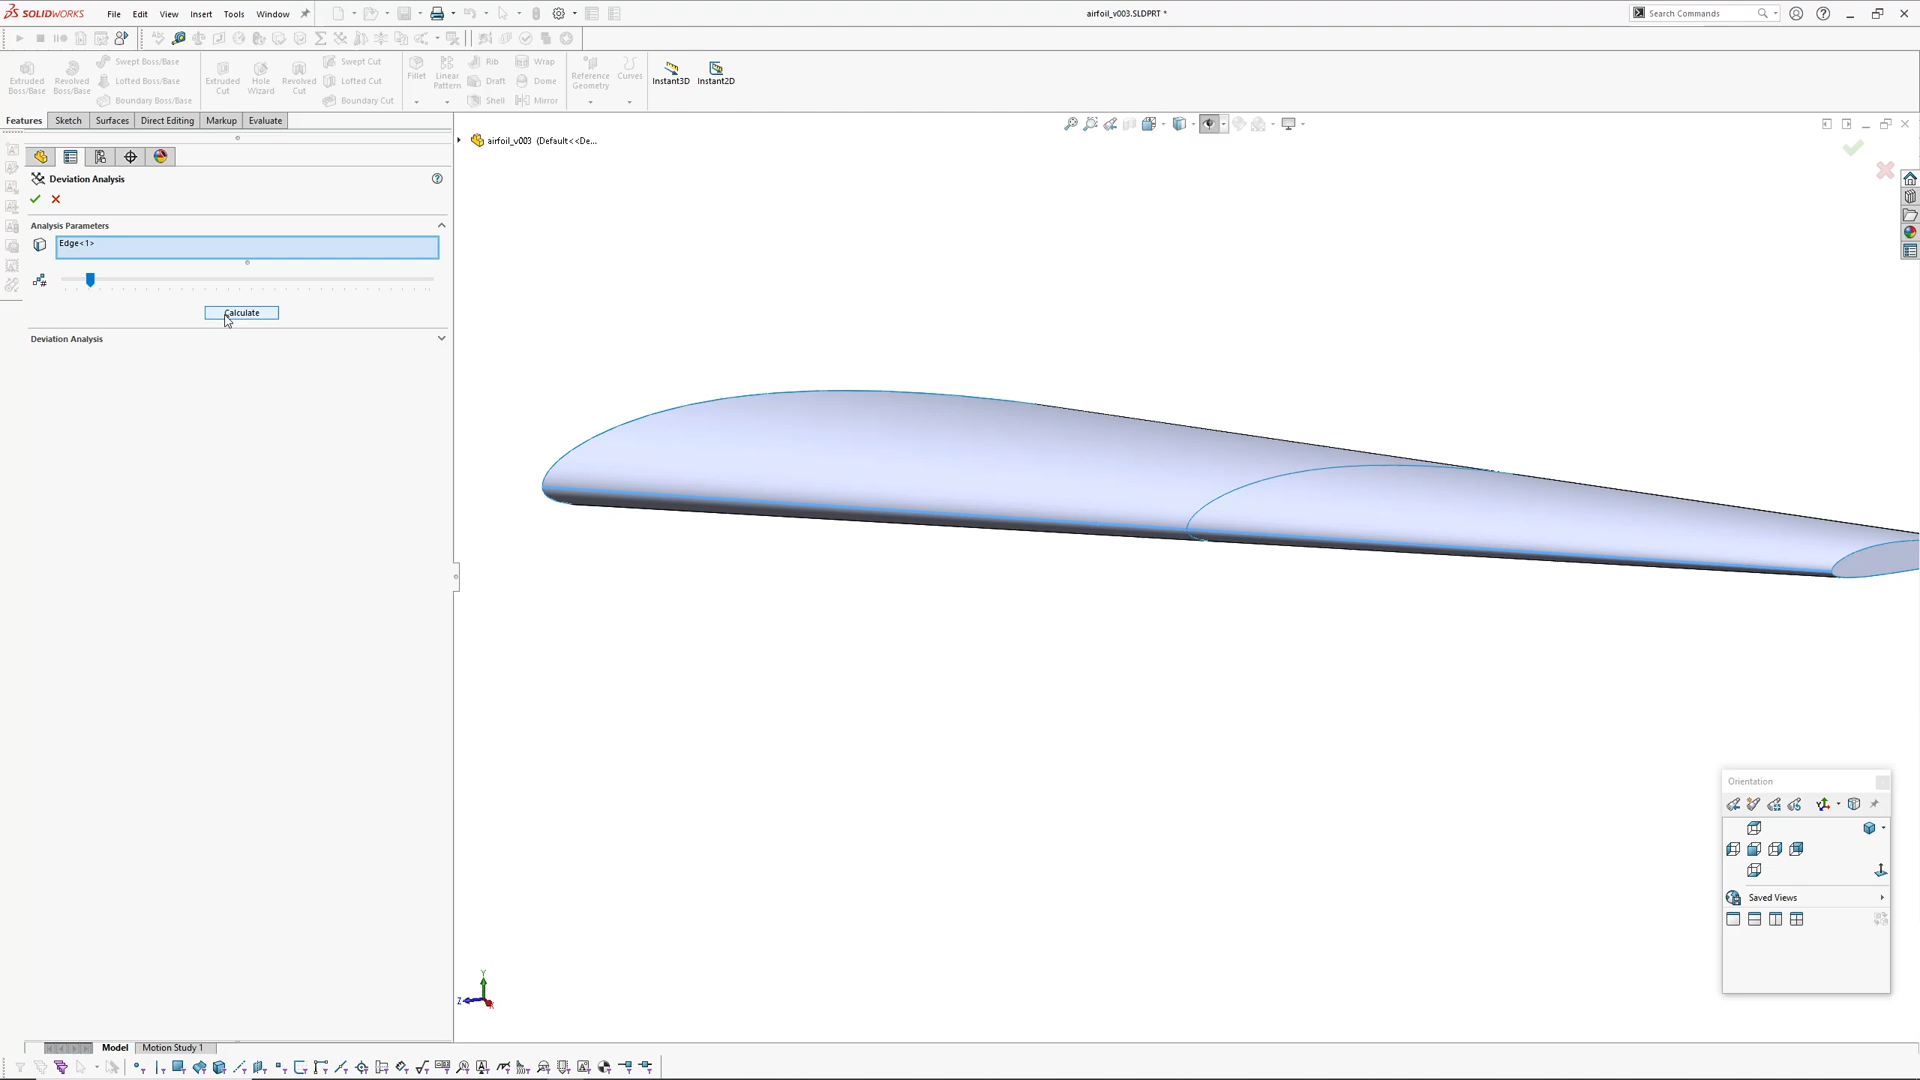 SOLIDWORKS File Edit View Insert Tools Window airfoil_v003.SLDPRT * Search Commands
Extruded Boss/Base
Revolved Boss/Base
Swept Boss/Base
Lofted Boss/Base
Boundary Boss/Base
Extruded Cut
Hole Wizard
Revolved Cut
Swept Cut
Lofted Cut
Boundary Cut
Fillet
Linear Pattern
Rib
Draft
Shell
Wrap
Dome
Mirror
Reference Geometry
Curves
Instant3D
Instant2D
Features Sketch Surfaces Direct Editing Markup Evaluate
airfoil_v003 (Default<<De...
Deviation Analysis
Analysis Parameters
Edge<1>
Calculate
Deviation Analysis
Orientation
Saved Views
Y
Z
Model Motion Study 1